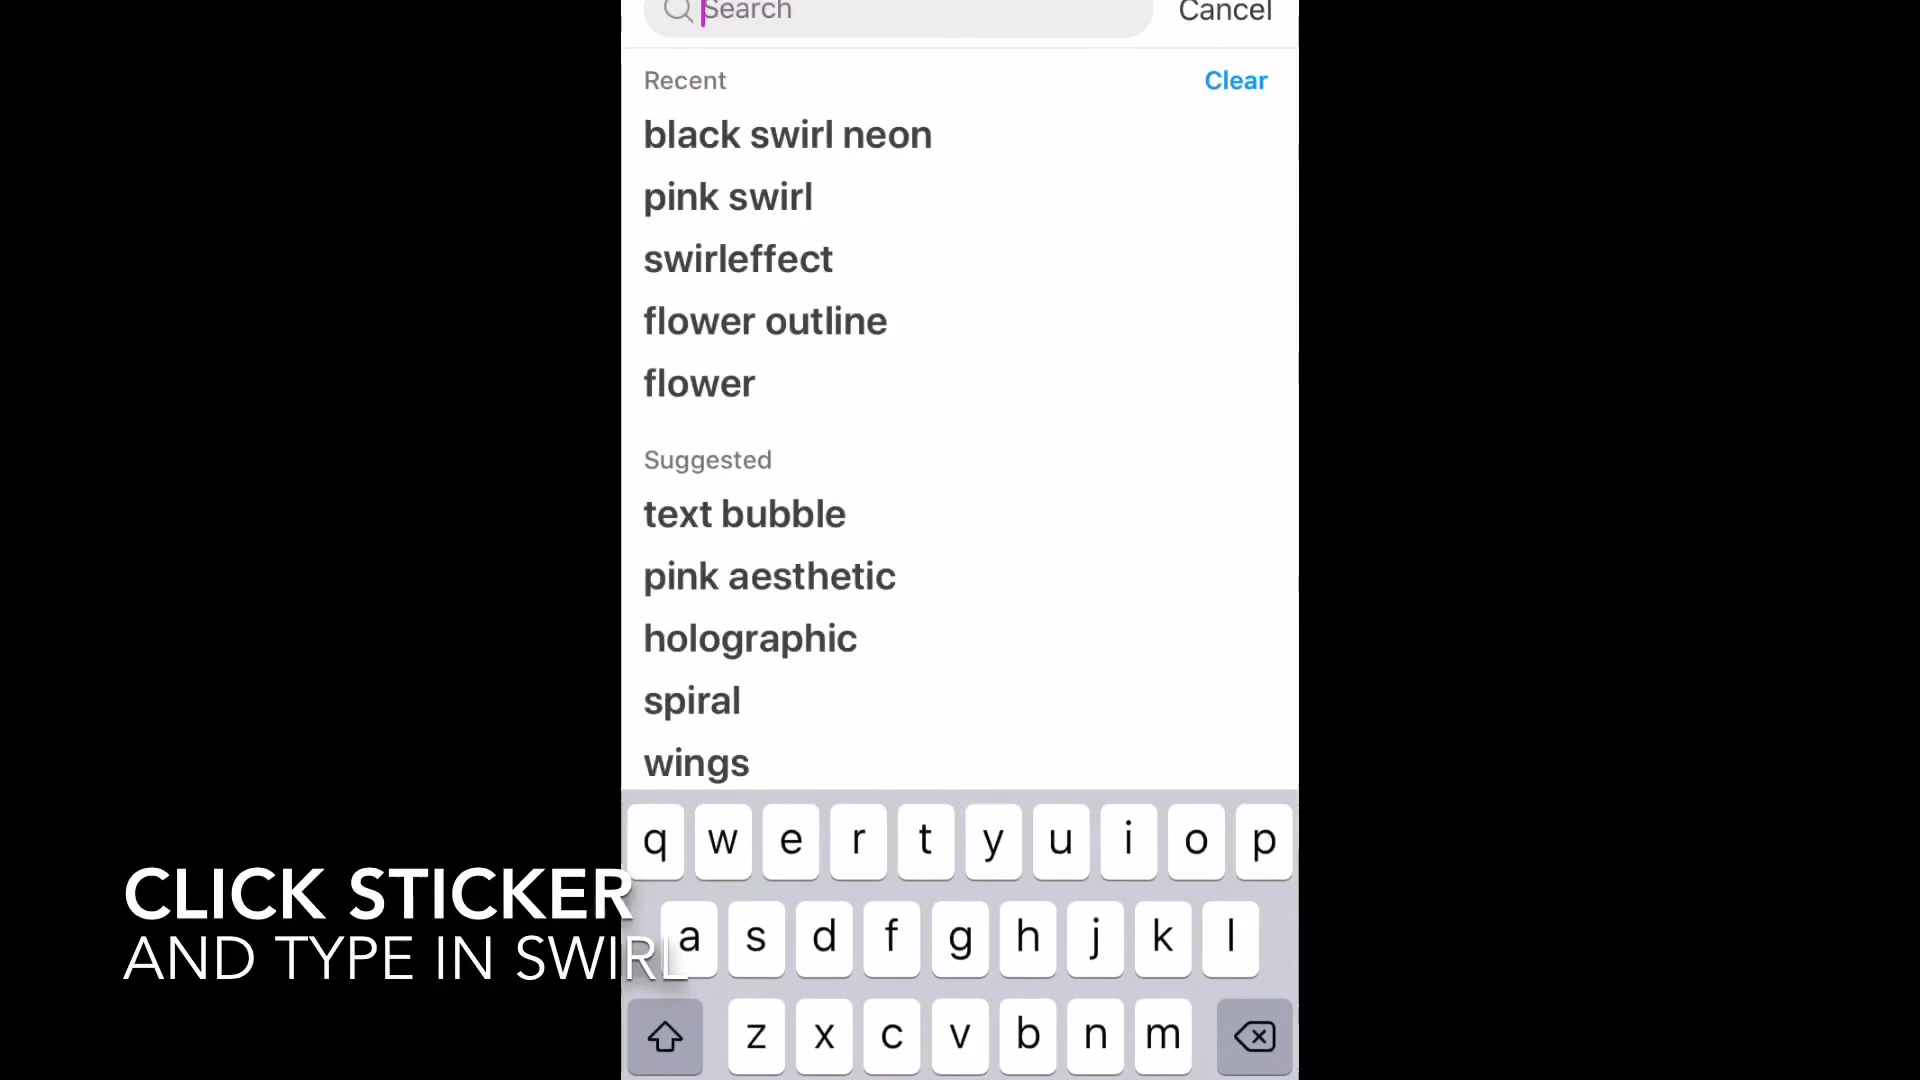 Search
Cancel
Recent
Clear
black swirl neon
pink swirl
swirleffect
flower outline
flower
Suggested
text bubble
pink aesthetic
holographic
spiral
wings
q w e r t y u i o p
a s d f g h j k l
z x c v b n m
CLICK STICKER
AND TYPE IN SWIRL